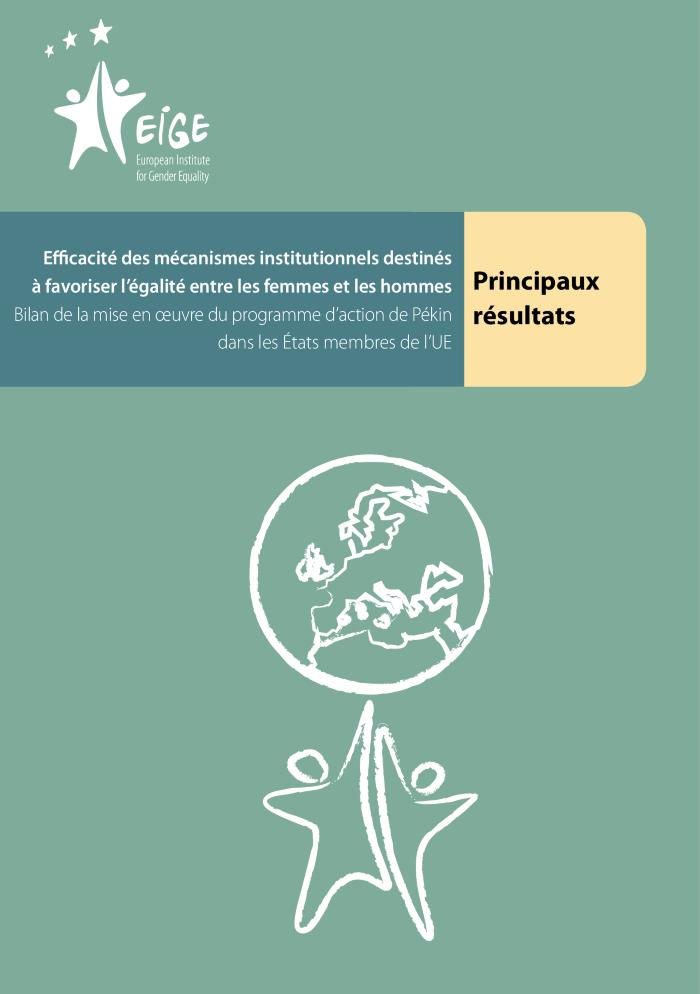 EIGE
European Institute
for Gender Equality
Efficacité des mécanismes institutionnels destinés
à favoriser l’égalité entre les femmes et les hommes
Bilan de la mise en œuvre du programme d’action de Pékin
dans les États membres de l’UE
Principaux
résultats